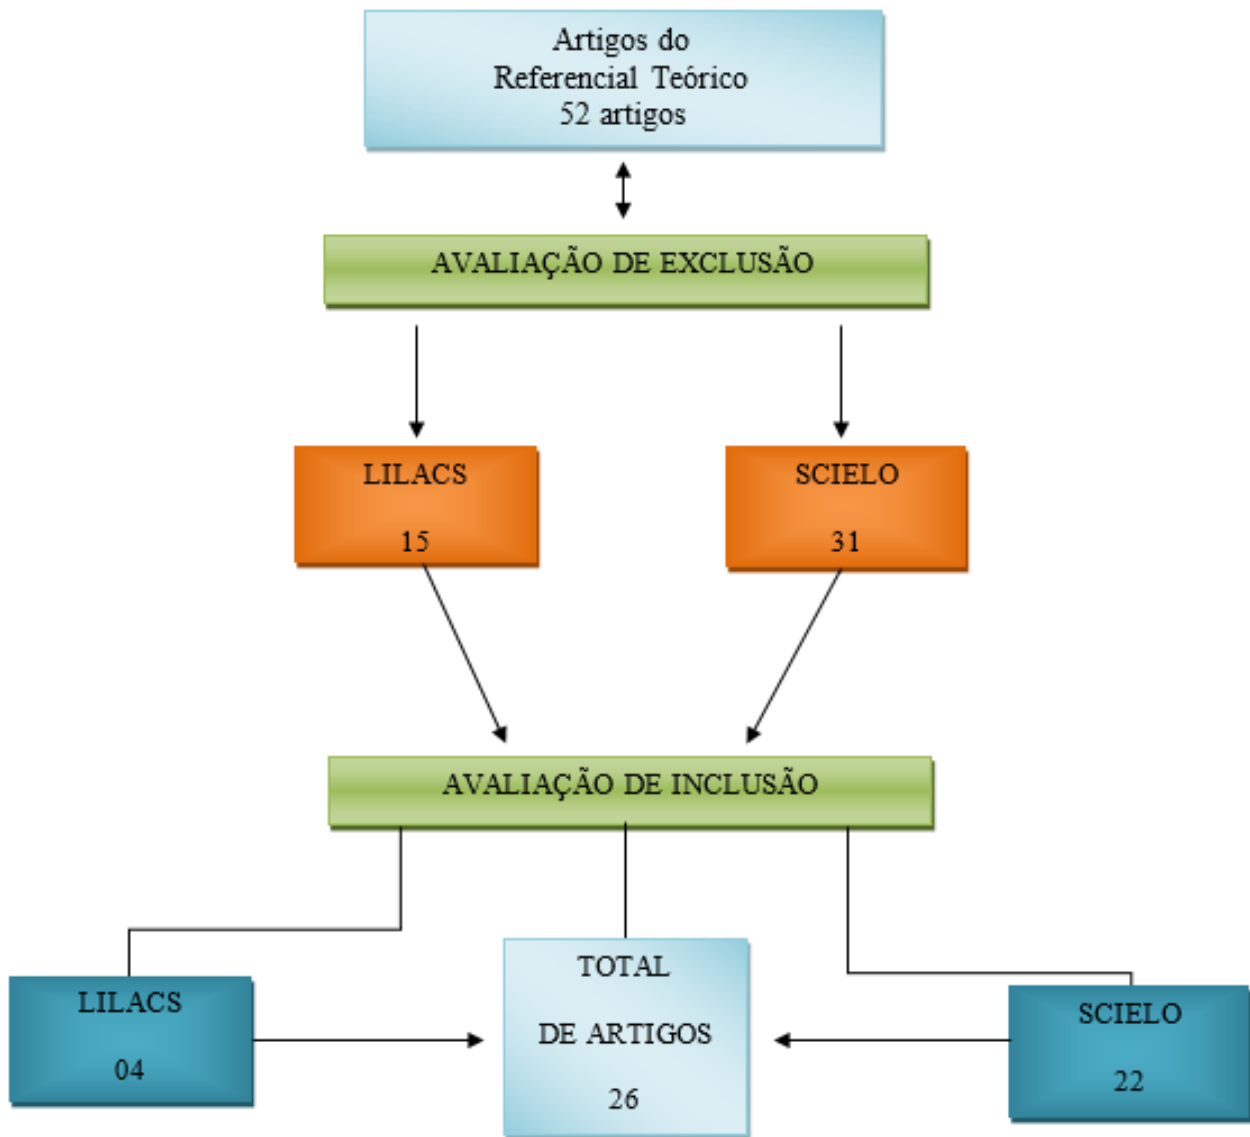 Artigos do
Referencial Teórico
52 artigos
AVALIAÇÃO DE EXCLUSÃO
LILACS
15
SCIELO
31
AVALIAÇÃO DE INCLUSÃO
LILACS
04
TOTAL
DE ARTIGOS
26
SCIELO
22